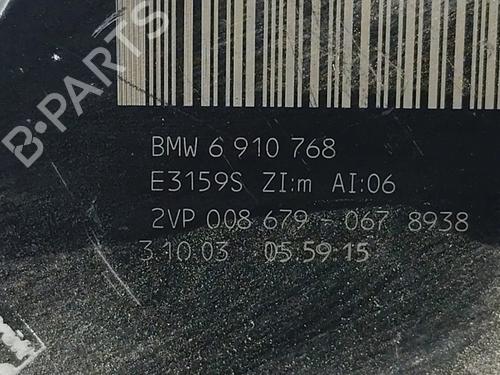 B-PARTS
BMW 6 910 768
E3159S ZI:m AI:06
2VP 008 679-067 8938
3.10.03 05:59:15